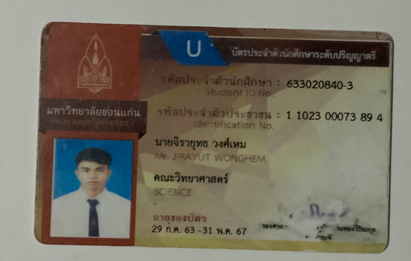 U
บัตรประจำตัวนักศึกษาระดับปริญญาตรี
รหัสประจำตัวนักศึกษา : 633020840-3
Student ID No.
มหาวิทยาลัยขอนแก่น
KHON KAEN UNIVERSITY
รหัสประจำตัวประชาชน : 1 1023 00073 89 4
Identification No.
นายจิรายุทธ วงศ์เหม
Mr. JIRAYUT WONGHEM
คณะวิทยาศาสตร์
SCIENCE
อายุของบัตร
29 ก.ค. 63 -31 พ.ค. 67